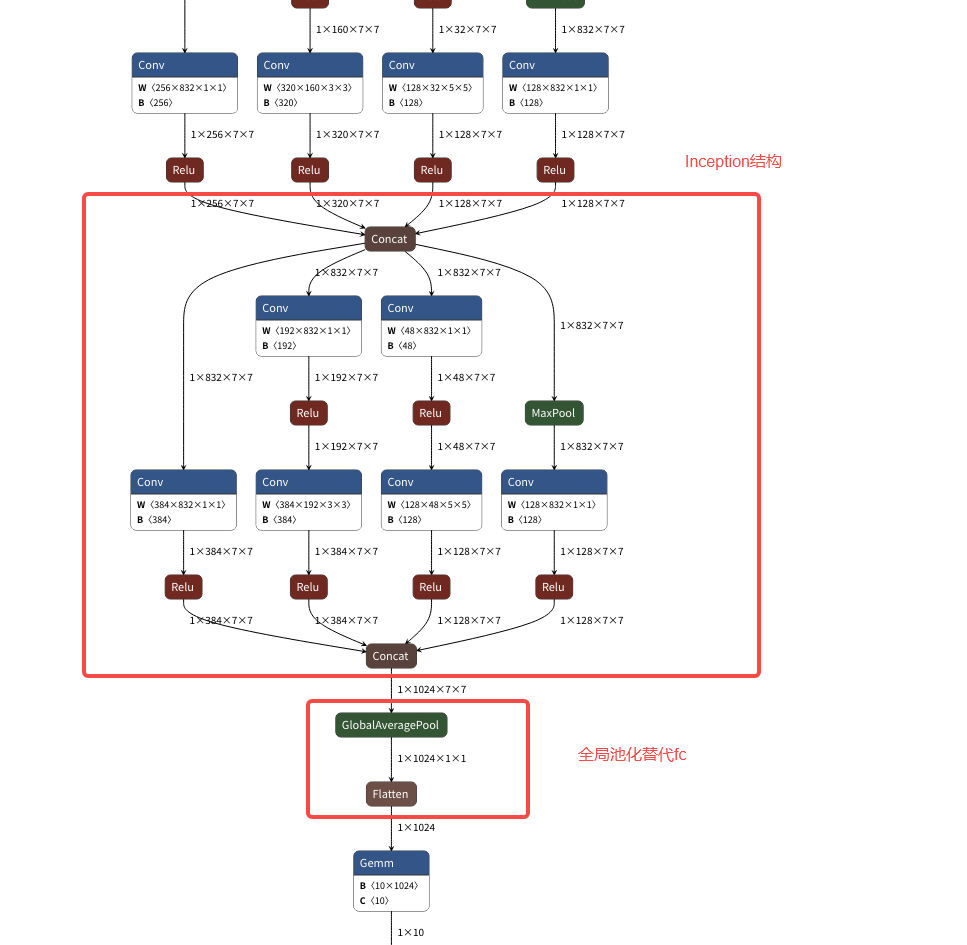 1×160×7×7
1×32×7×7
1×832×7×7
Conv
W〈256×832×1×1〉
B〈256〉
Conv
W〈320×160×3×3〉
B〈320〉
Conv
W〈128×32×5×5〉
B〈128〉
Conv
W〈128×832×1×1〉
B〈128〉
1×256×7×7
1×320×7×7
1×128×7×7
1×128×7×7
Relu
Relu
Relu
Relu
Inception结构
1×256×7×7
1×320×7×7
1×128×7×7
1×128×7×7
Concat
1×832×7×7
1×832×7×7
Conv
W〈192×832×1×1〉
B〈192〉
Conv
W〈48×832×1×1〉
B〈48〉
1×832×7×7
1×832×7×7
1×192×7×7
1×48×7×7
Relu
Relu
MaxPool
1×192×7×7
1×48×7×7
1×832×7×7
Conv
W〈384×832×1×1〉
B〈384〉
Conv
W〈384×192×3×3〉
B〈384〉
Conv
W〈128×48×5×5〉
B〈128〉
Conv
W〈128×832×1×1〉
B〈128〉
1×384×7×7
1×384×7×7
1×128×7×7
1×128×7×7
Relu
Relu
Relu
Relu
1×384×7×7
1×384×7×7
1×128×7×7
1×128×7×7
Concat
1×1024×7×7
GlobalAveragePool
1×1024×1×1
全局池化替代fc
Flatten
1×1024
Gemm
B〈10×1024〉
C〈10〉
1×10